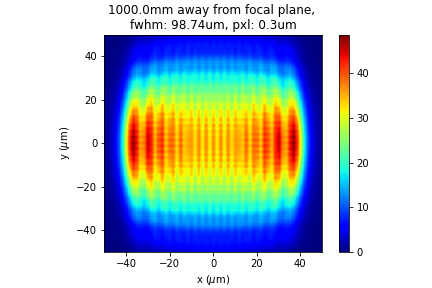 1000.0mm away from focal plane,
fwhm: 98.74um, pxl: 0.3um
40
20
0
−20
−40
y (μm)
−40 −20 0 20 40
x (μm)
40
30
20
10
0